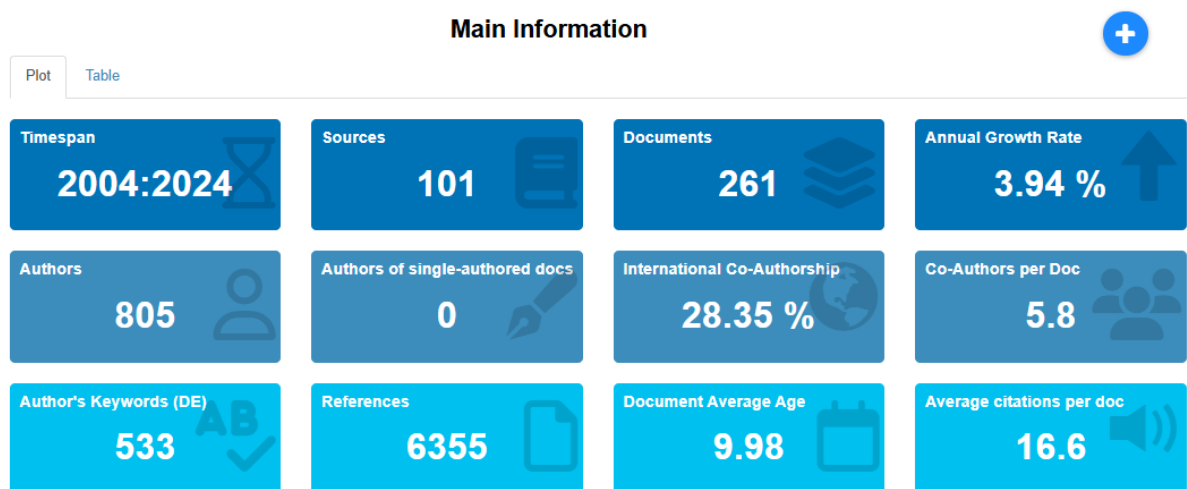 Main Information
Plot
Table
Timespan
2004:2024
Sources
101
Documents
261
Annual Growth Rate
3.94 %
Authors
805
Authors of single-authored docs
0
International Co-Authorship
28.35 %
Co-Authors per Doc
5.8
Author's Keywords (DE)
533
AB
References
6355
Document Average Age
9.98
Average citations per doc
16.6